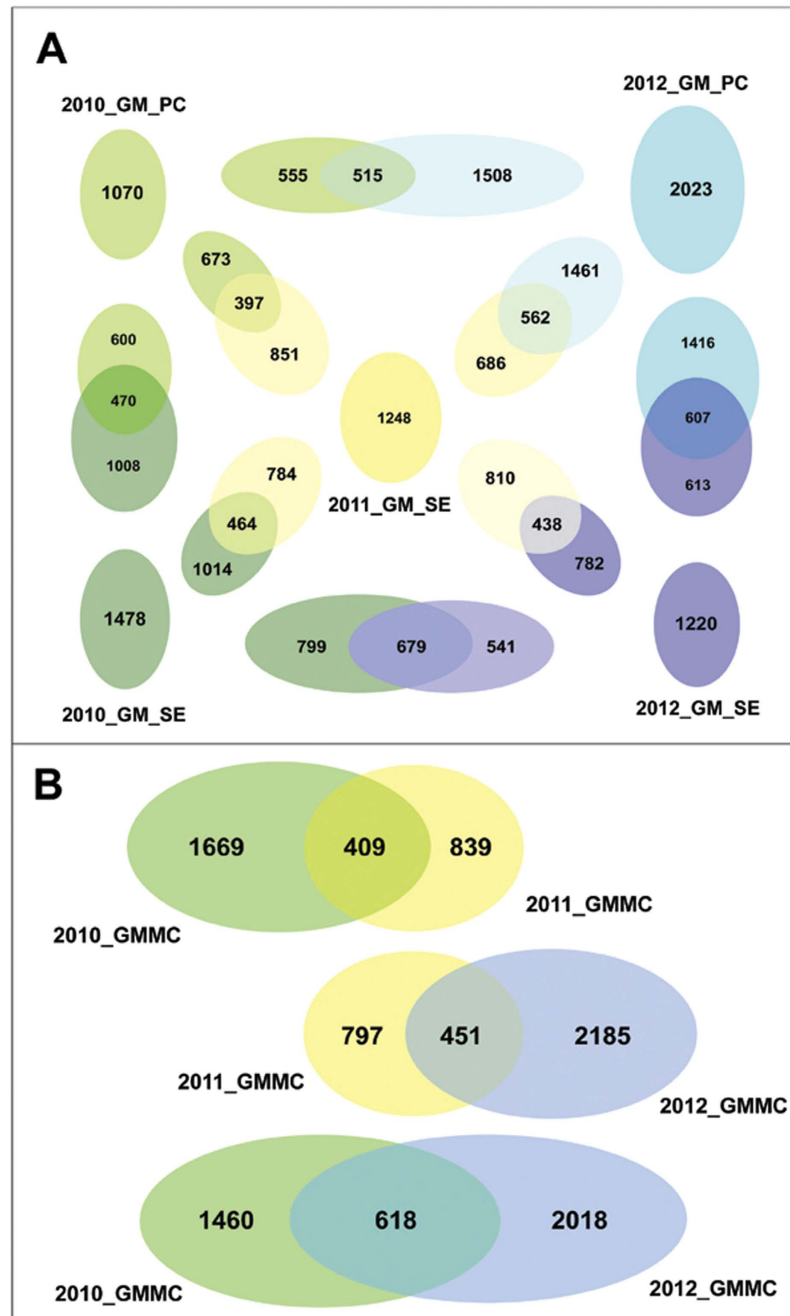 A
2010_GM_PC
2012_GM_PC
1070
555 515 1508
2023
673
397
851
1461
562
686
600
470
1008
1248
2011_GM_SE
1416
607
613
784
464
1014
810
438
782
1478
2010_GM_SE
799 679 541
1220
2012_GM_SE
B
1669 409 839
2010_GMMC
2011_GMMC
797 451 2185
2011_GMMC
2012_GMMC
1460 618 2018
2010_GMMC
2012_GMMC